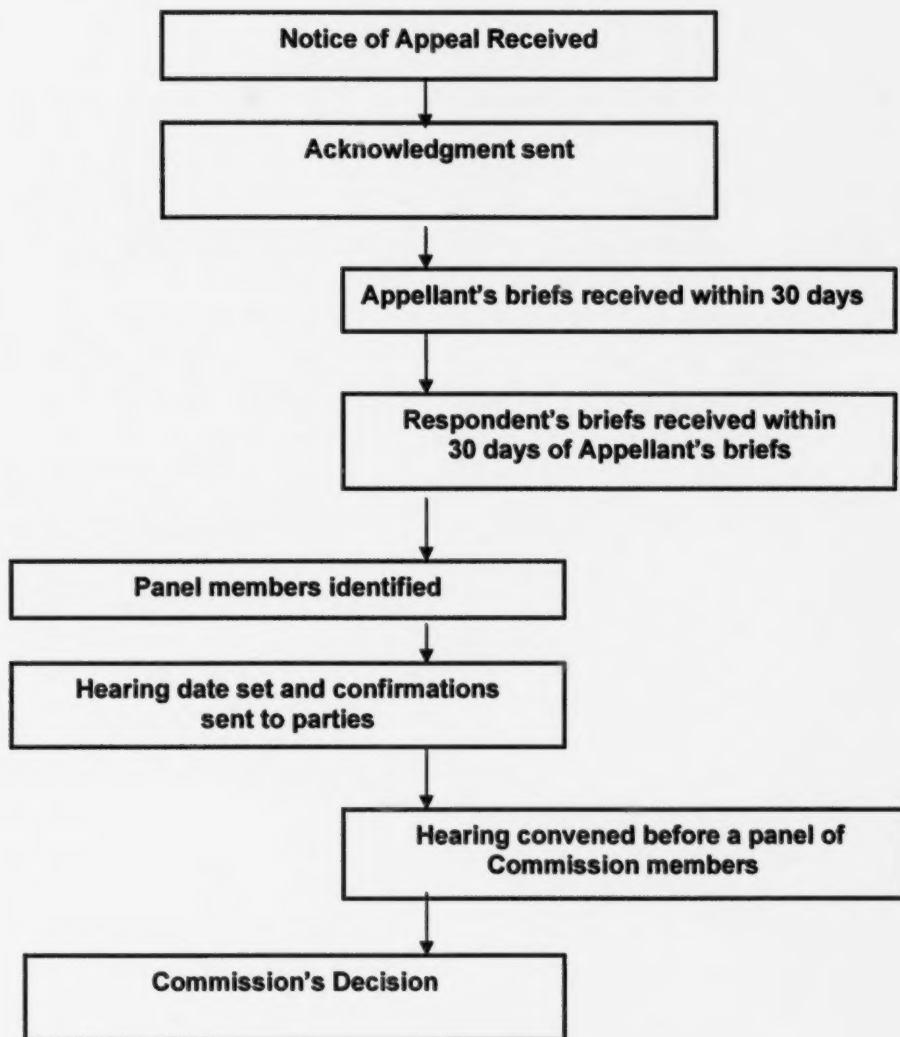 Notice of Appeal Received
Acknowledgment sent
Appellant's briefs received within 30 days
Respondent's briefs received within
30 days of Appellant's briefs
Panel members identified
Hearing date set and confirmations
sent to parties
Hearing convened before a panel of
Commission members
Commission's Decision